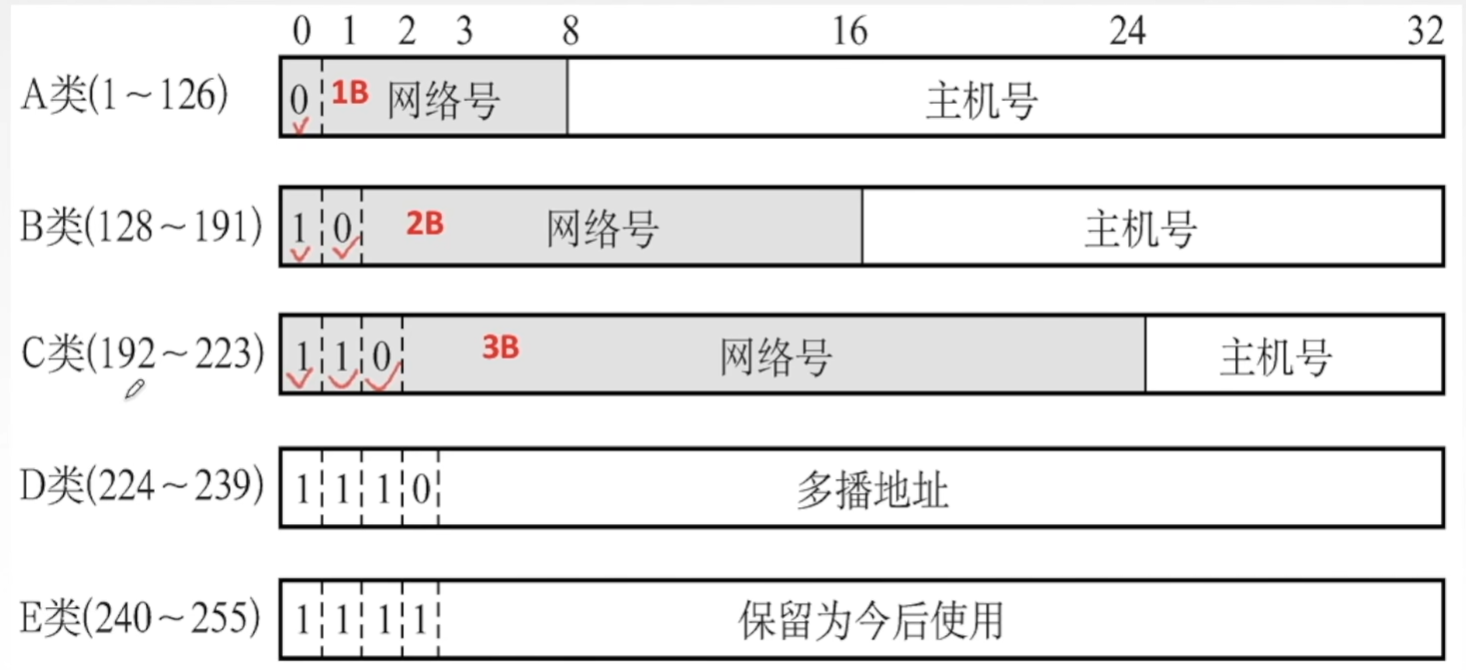 0 1 2 3 8 16 24 32
A类(1～126) 0 1B 网络号 主机号
B类(128～191) 1 0 2B 网络号 主机号
C类(192～223) 1 1 0 3B 网络号 主机号
D类(224～239) 1 1 1 0 多播地址
E类(240～255) 1 1 1 1 保留为今后使用